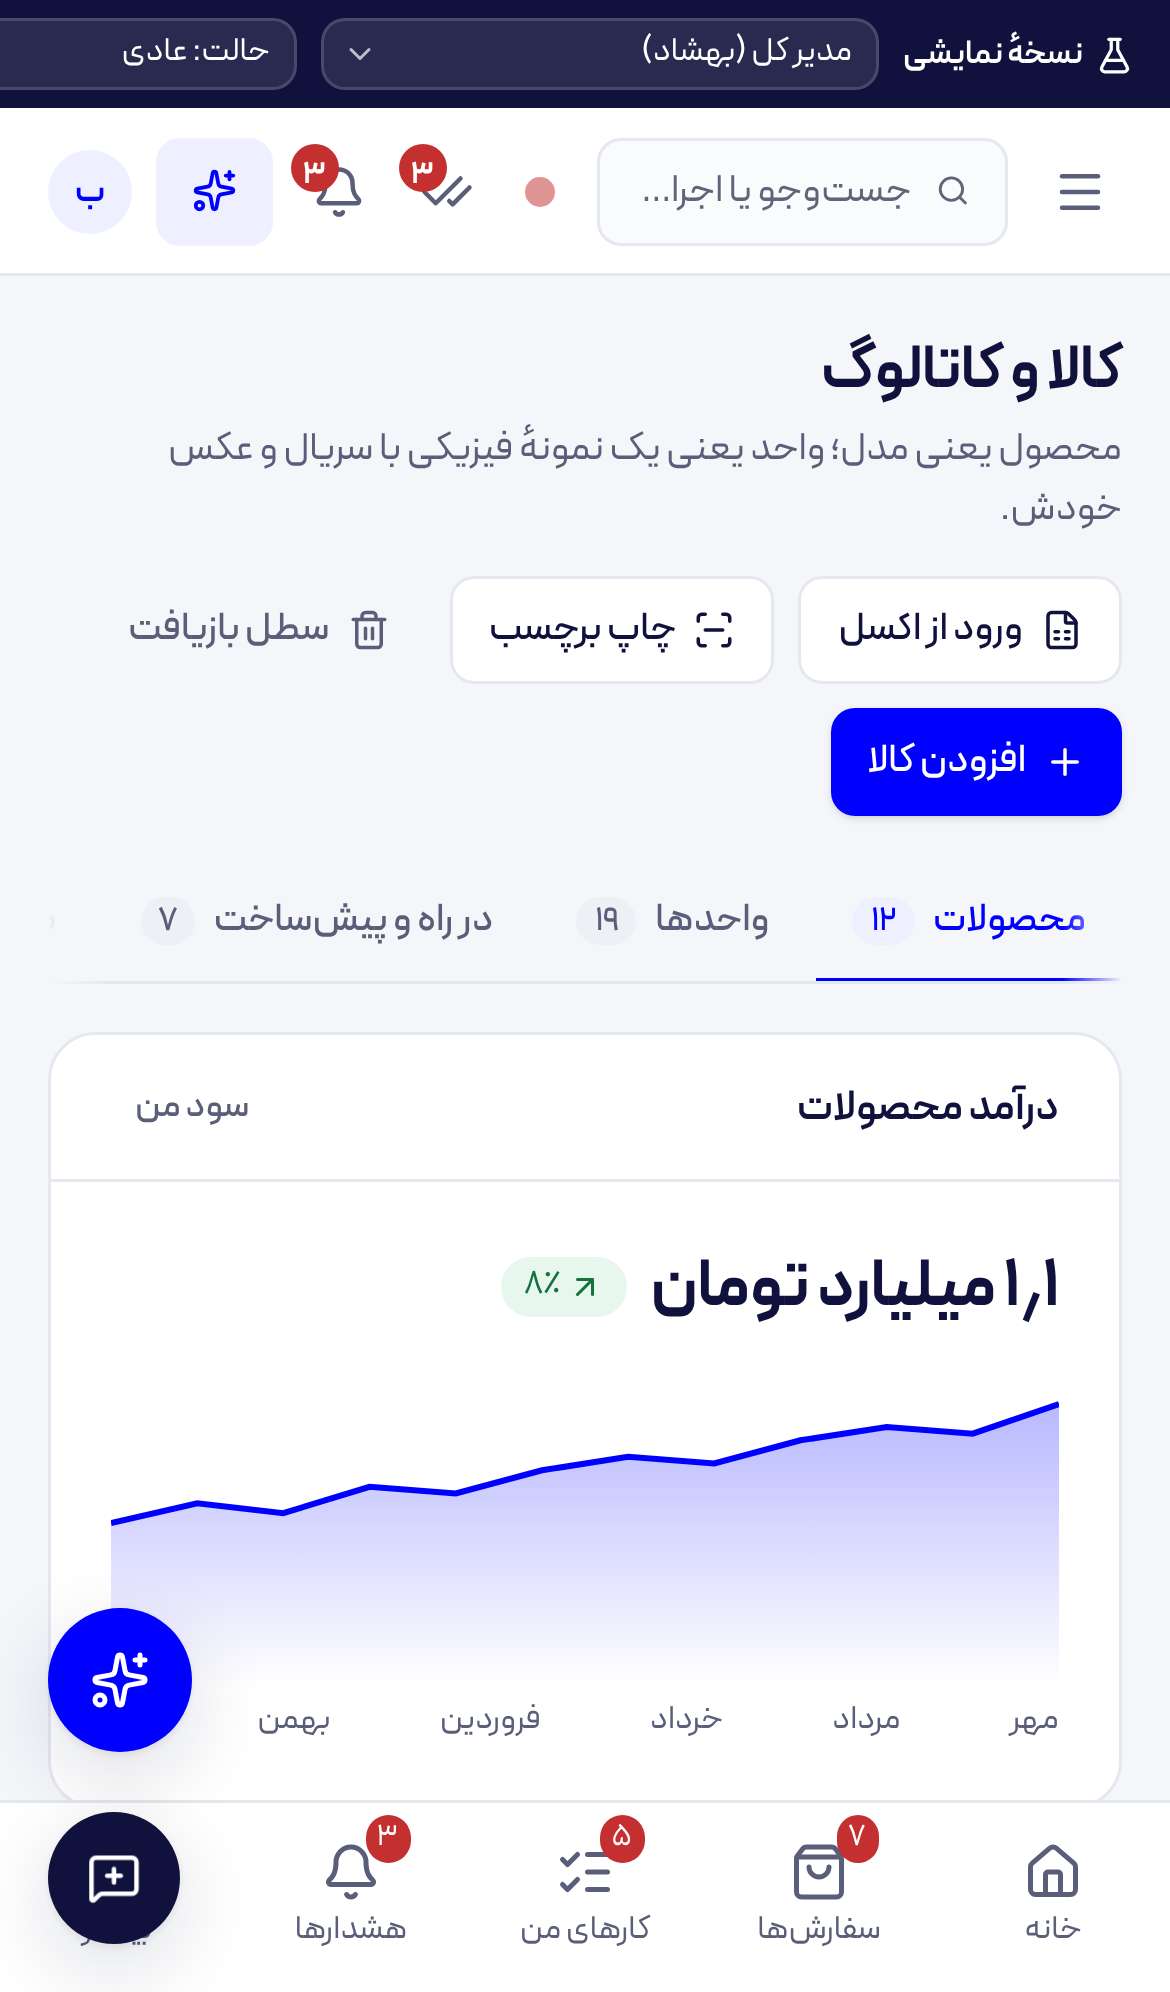 نسخهٔ نمایشی
مدیر کل (بهشاد)
حالت: عادی
جست‌وجو یا اجرا...
۳
۳
ب
کالا و کاتالوگ
محصول یعنی مدل؛ واحد یعنی یک نمونهٔ فیزیکی با سریال و عکس
خودش.
ورود از اکسل
چاپ برچسب
سطل بازیافت
افزودن کالا
محصولات ۱۲
واحدها ۱۹
در راه و پیش‌ساخت ۷
درآمد محصولات
سود من
۱٫۱ میلیارد تومان
۸٪
مهر
مرداد
خرداد
فروردین
بهمن
۷
۵
۳
خانه
سفارش‌ها
کارهای من
هشدارها